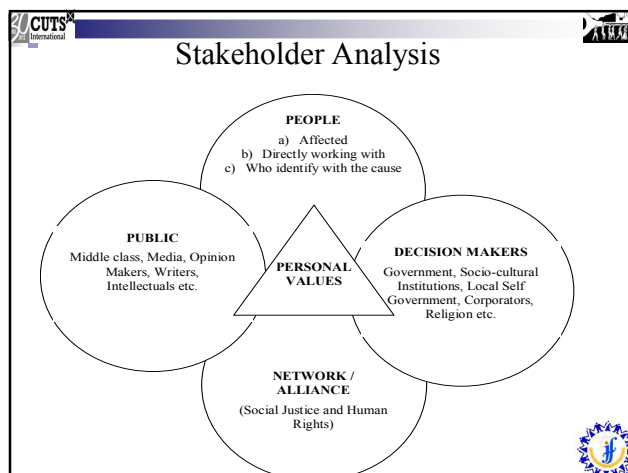 CUTS
International
Stakeholder Analysis
PEOPLE
a) Affected
b) Directly working with
c) Who identify with the cause
PUBLIC
Middle class, Media, Opinion
Makers, Writers,
Intellectuals etc.
PERSONAL
VALUES
DECISION MAKERS
Government, Socio-cultural
Institutions, Local Self
Government, Corporators,
Religion etc.
NETWORK /
ALLIANCE
(Social Justice and Human
Rights)